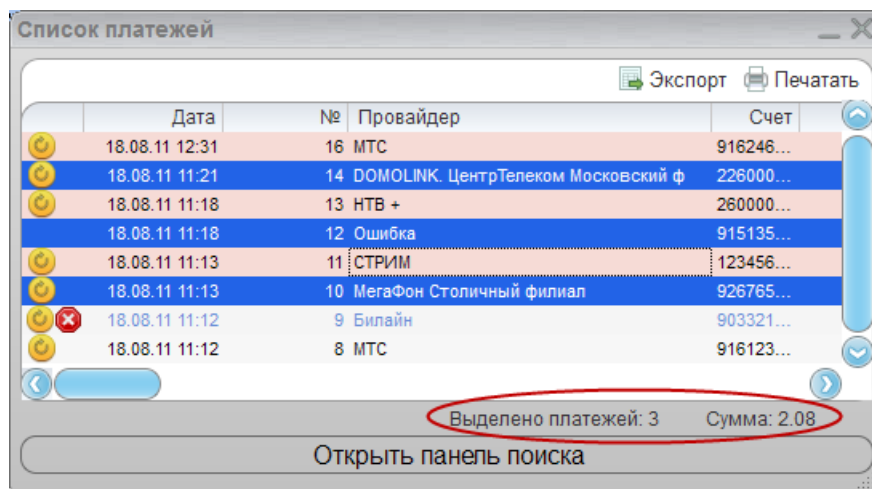 Список платежей
Экспорт Печатать
Дата № Провайдер Счет
18.08.11 12:31 16 МТС 916246...
18.08.11 11:21 14 DOMOLINK. ЦентрТелеком Московский ф 226000...
18.08.11 11:18 13 НТВ + 260000...
18.08.11 11:18 12 Ошибка 915135...
18.08.11 11:13 11 СТРИМ 123456...
18.08.11 11:13 10 МегаФон Столичный филиал 926765...
18.08.11 11:12 9 Билайн 903321...
18.08.11 11:12 8 МТС 916123...
Выделено платежей: 3 Сумма: 2.08
Открыть панель поиска